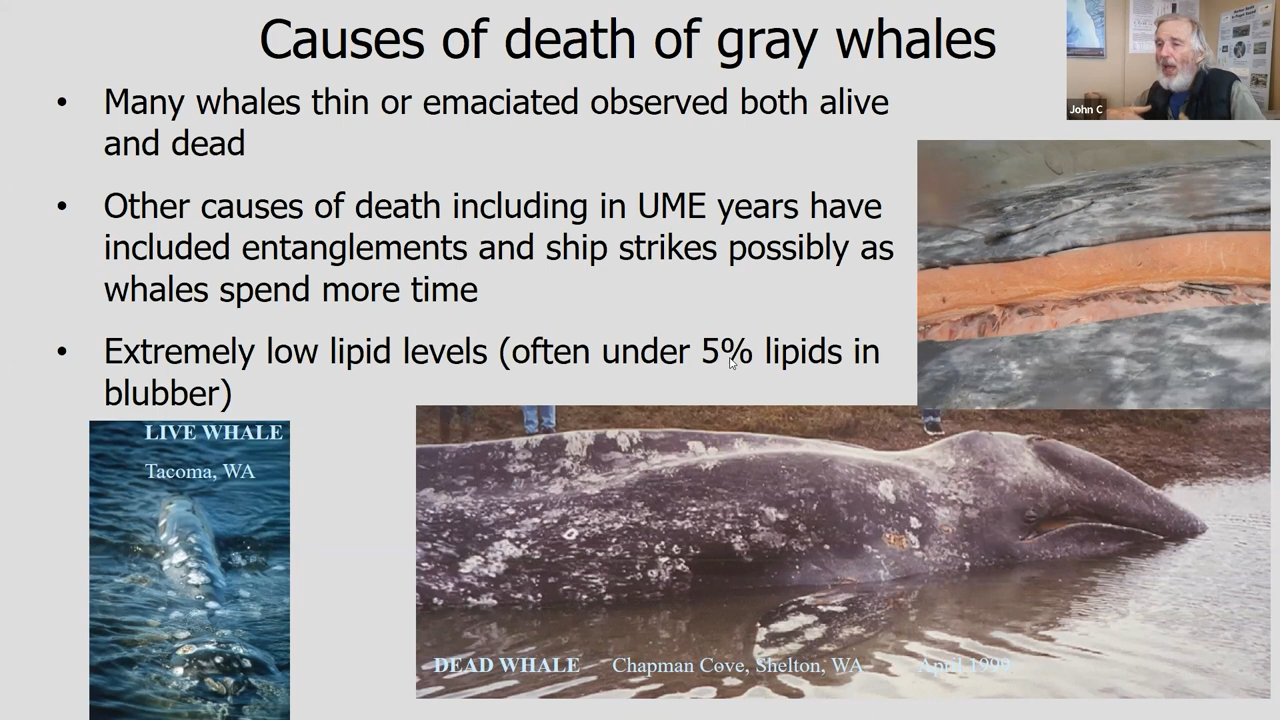 Causes of death of gray whales
John C
• Many whales thin or emaciated observed both alive
and dead
• Other causes of death including in UME years have
included entanglements and ship strikes possibly as
whales spend more time
• Extremely low lipid levels (often under 5% lipids in
blubber)
LIVE WHALE
Tacoma, WA
DEAD WHALE Chapman Cove, Shelton, WA April 1999